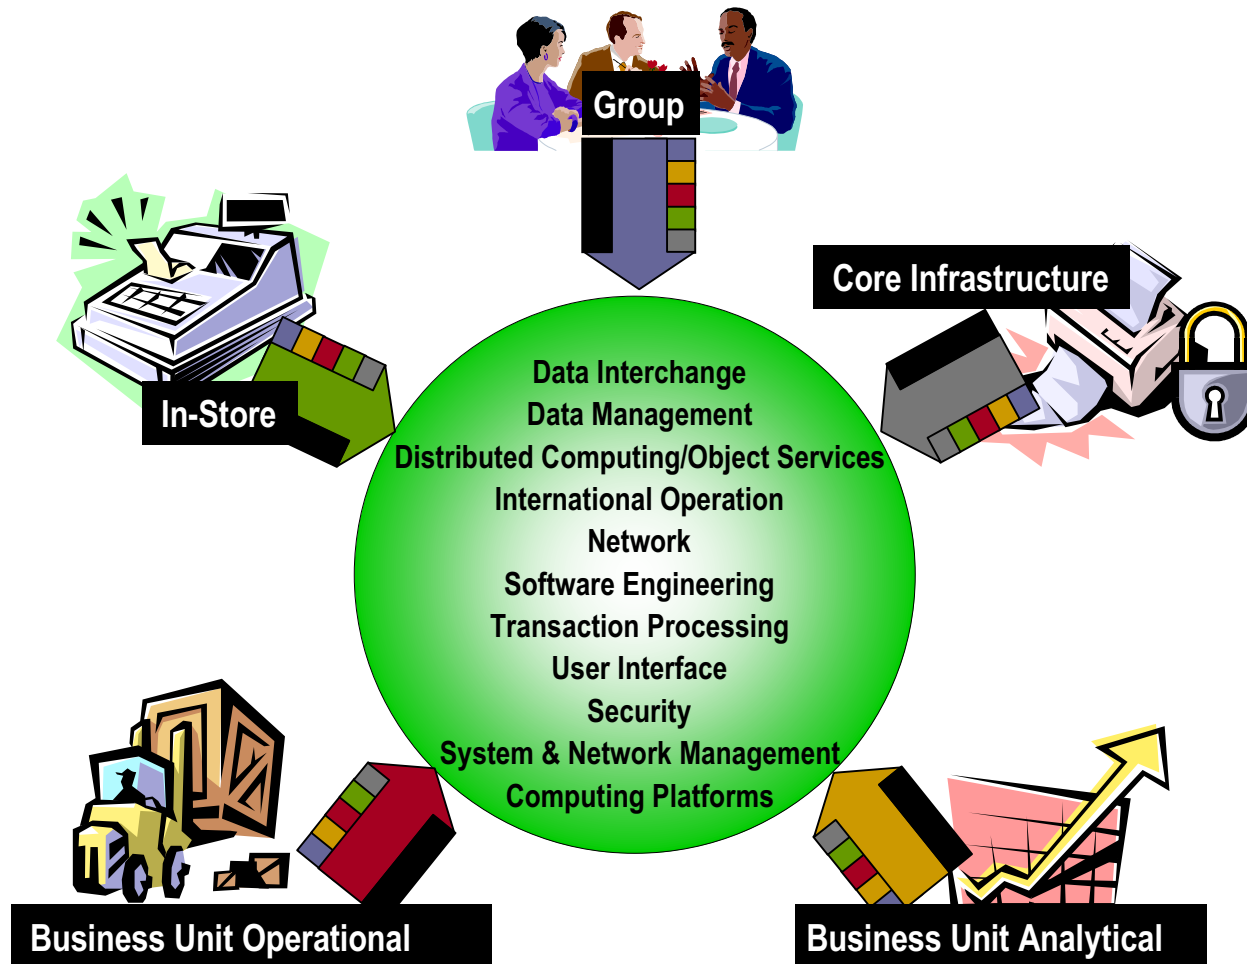 Group
Core Infrastructure
In-Store
Data Interchange
Data Management
Distributed Computing/Object Services
International Operation
Network
Software Engineering
Transaction Processing
User Interface
Security
System & Network Management
Computing Platforms
Business Unit Operational
Business Unit Analytical